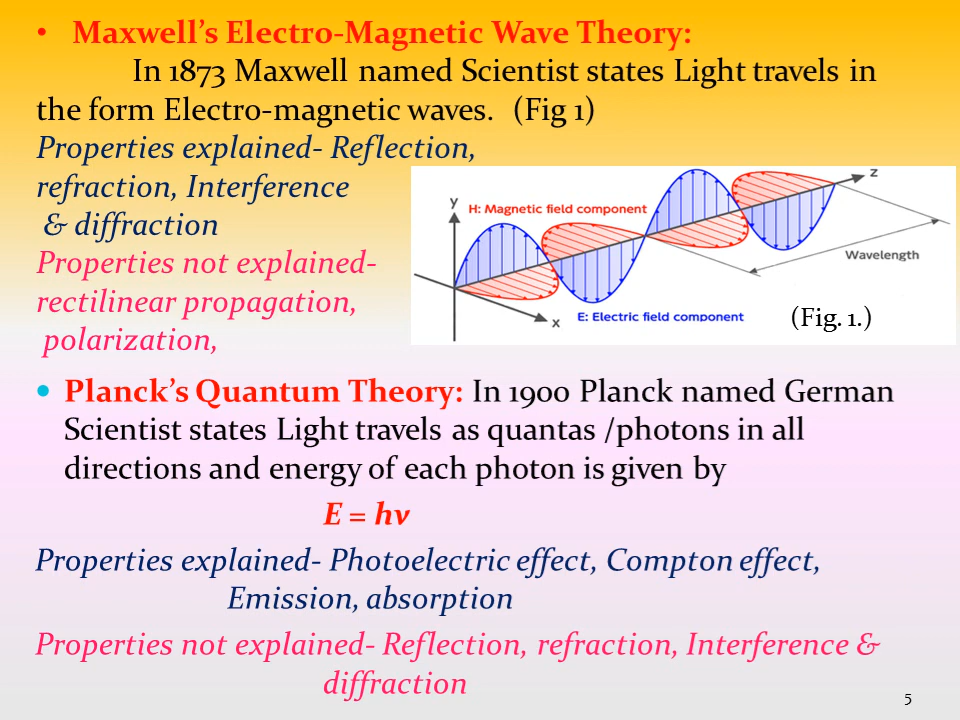 • Maxwell's Electro-Magnetic Wave Theory:
In 1873 Maxwell named Scientist states Light travels in
the form Electro-magnetic waves. (Fig 1)
Properties explained- Reflection,
refraction, Interference
& diffraction
Properties not explained-
rectilinear propagation,
polarization,
y
H: Magnetic field component
z
Wavelength
x
E: Electric field component
(Fig. 1.)
• Planck's Quantum Theory: In 1900 Planck named German
Scientist states Light travels as quantas /photons in all
directions and energy of each photon is given by
E = hν
Properties explained- Photoelectric effect, Compton effect,
Emission, absorption
Properties not explained- Reflection, refraction, Interference &
diffraction
5